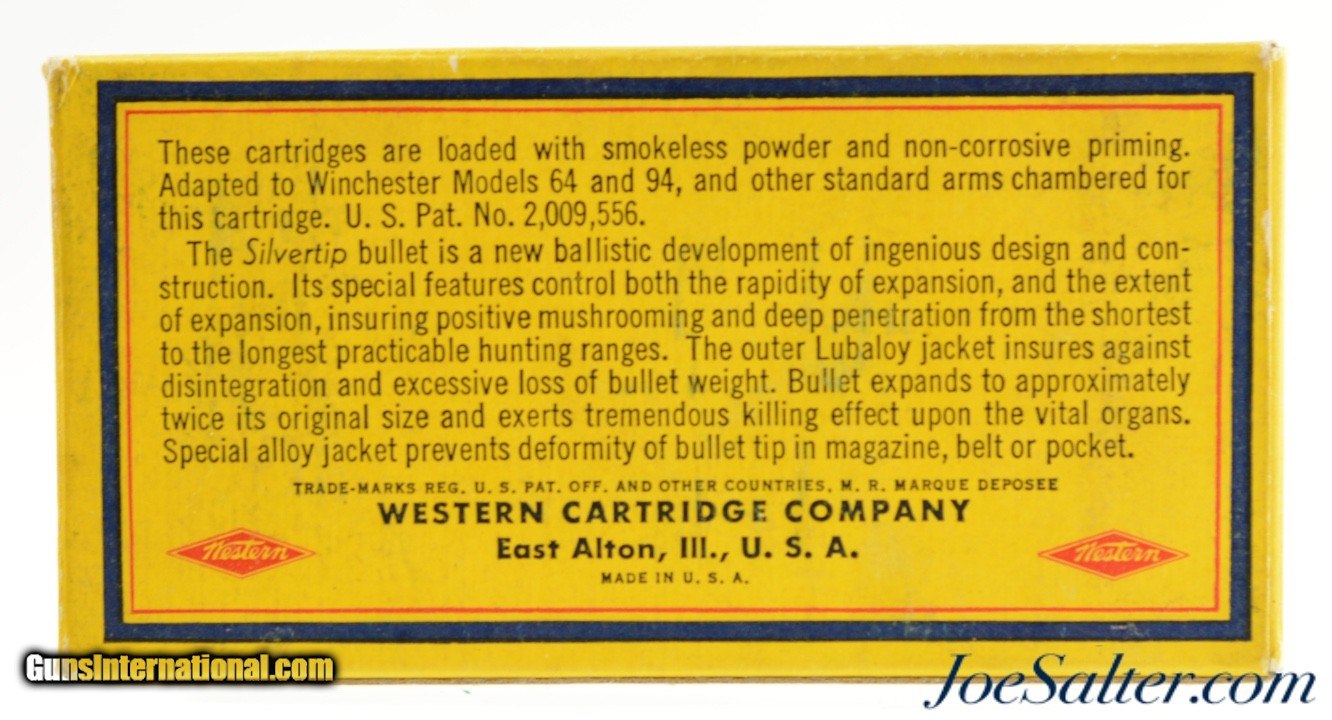 These cartridges are loaded with smokeless powder and non-corrosive priming.
Adapted to Winchester Models 64 and 94, and other standard arms chambered for
this cartridge. U. S. Pat. No. 2,009,556.
The Silvertip bullet is a new ballistic development of ingenious design and con-
struction. Its special features control both the rapidity of expansion, and the extent
of expansion, insuring positive mushrooming and deep penetration from the shortest
to the longest practicable hunting ranges. The outer Lubaloy jacket insures against
disintegration and excessive loss of bullet weight. Bullet expands to approximately
twice its original size and exerts tremendous killing effect upon the vital organs.
Special alloy jacket prevents deformity of bullet tip in magazine, belt or pocket.
TRADE-MARKS REG. U. S. PAT. OFF. AND OTHER COUNTRIES, M. R. MARQUE DEPOSEE
WESTERN CARTRIDGE COMPANY
Western
East Alton, Ill., U. S. A.
Western
MADE IN U. S. A.
GunsInternational.com
JoeSalter.com